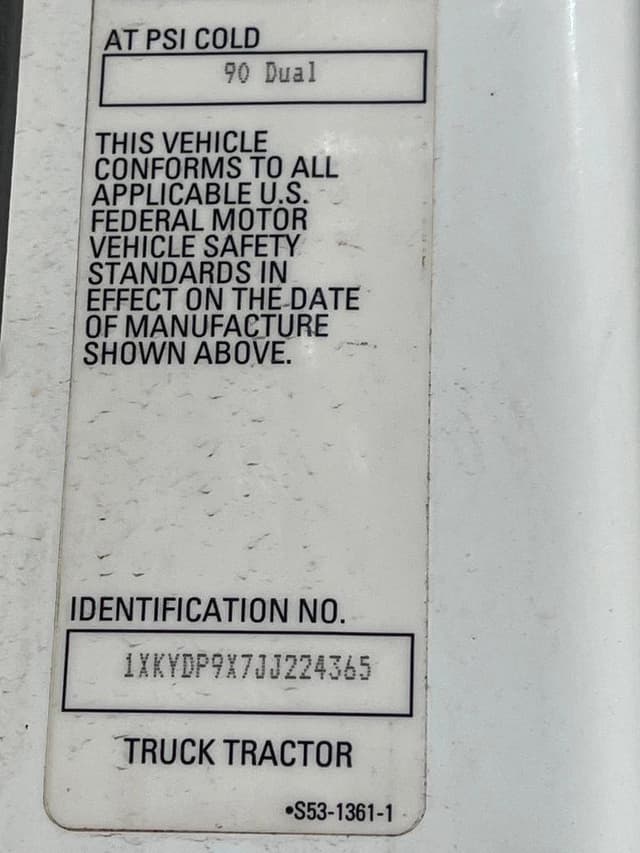 AT PSI COLD
90 Dual
THIS VEHICLE
CONFORMS TO ALL
APPLICABLE U.S.
FEDERAL MOTOR
VEHICLE SAFETY
STANDARDS IN
EFFECT ON THE DATE
OF MANUFACTURE
SHOWN ABOVE.
IDENTIFICATION NO.
1XKYDP9X7JJ224365
TRUCK TRACTOR
•S53-1361-1